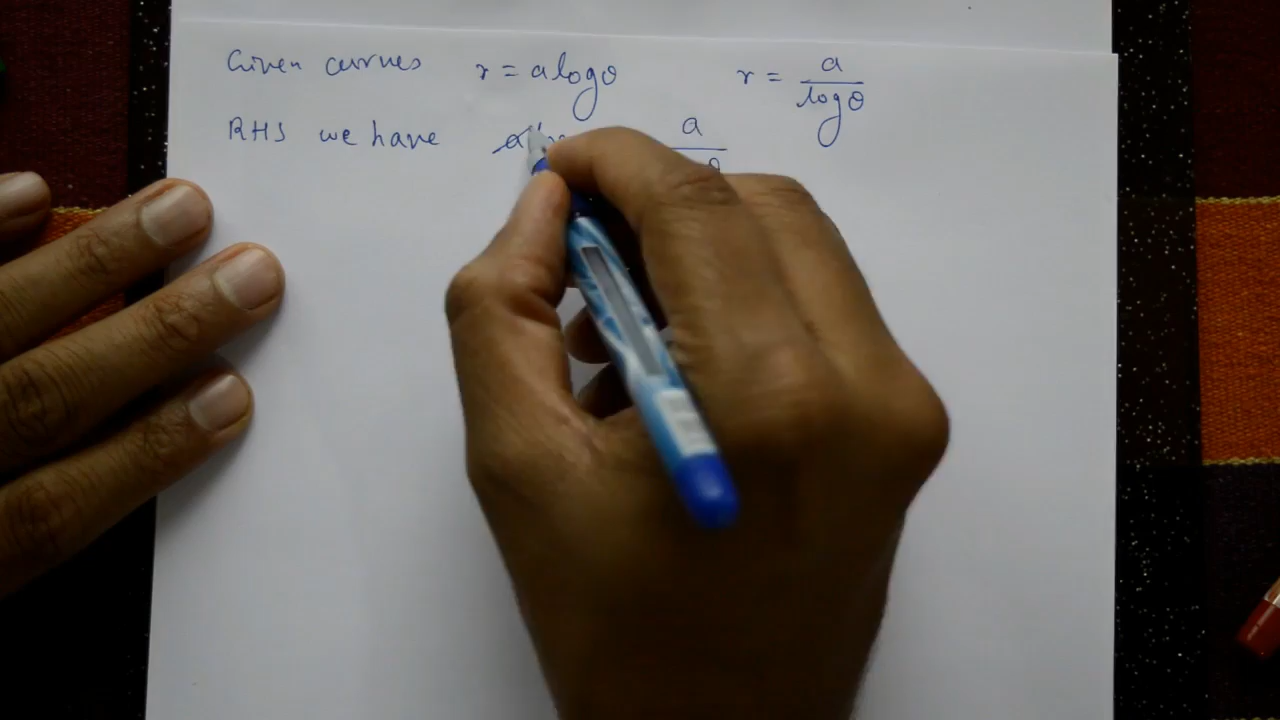 Given curves r = a log θ r = a / log θ
RHS we have a a